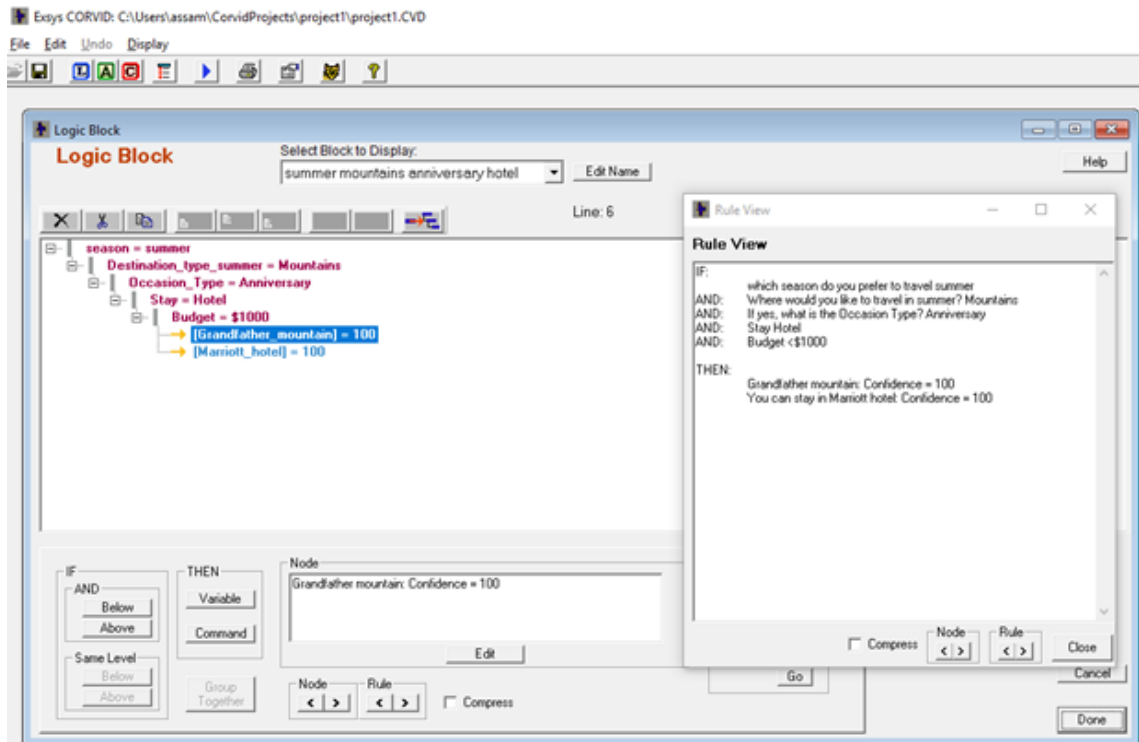 Exsys CORVID: C:\Users\assam\CorvidProjects\project1\project1.CVD
File Edit Undo Display
L A C ?
Logic Block
Logic Block
Select Block to Display:
summer mountains anniversary hotel
Edit Name
Help
Line: 6
season = summer
Destination_type_summer = Mountains
Occasion_Type = Anniversary
Stay = Hotel
Budget = $1000
[Grandfather_mountain] = 100
[Marriott_hotel] = 100
Rule View
Rule View
IF:
which season do you prefer to travel summer
AND: Where would you like to travel in summer? Mountains
AND: If yes, what is the Occasion Type? Anniversary
AND: Stay Hotel
AND: Budget <$1000
THEN:
Grandfather mountain: Confidence = 100
You can stay in Marriott hotel: Confidence = 100
Compress
Node
< >
Rule
< >
Close
IF
AND
Below
Above
Same Level
Below
Above
THEN
Variable
Command
Group
Together
Node
Grandfather mountain: Confidence = 100
Edit
Node
< >
Rule
< >
Compress
Go
Cancel
Done